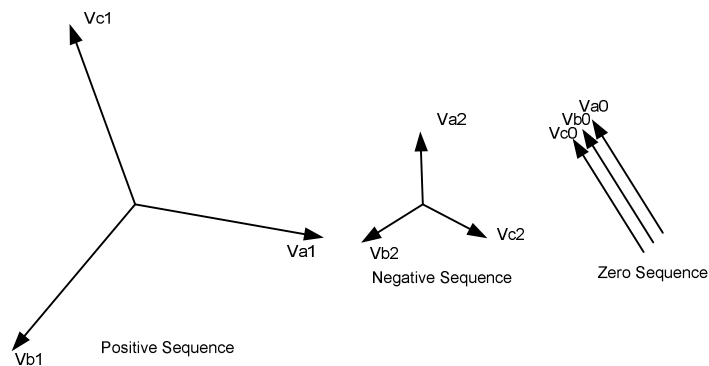 Vc1
Va1
Vb1
Positive Sequence
Va2
Vb2
Vc2
Negative Sequence
Va0
Vb0
Vc0
Zero Sequence